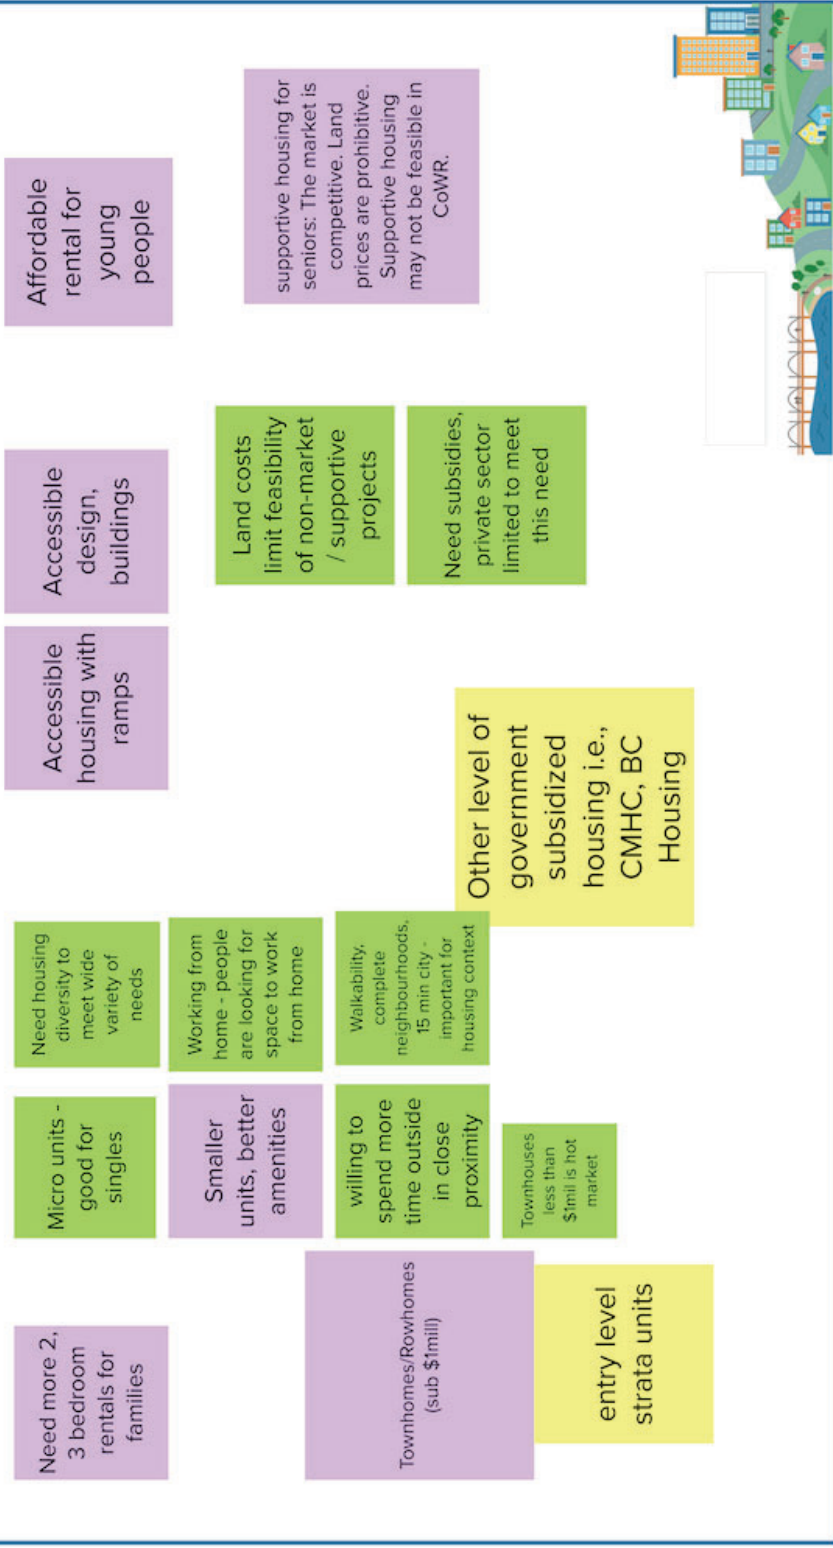 Need more 2,
3 bedroom
rentals for
families
Micro units -
good for
singles
Need housing
diversity to
meet wide
variety of
needs
Accessible
housing with
ramps
Accessible
design,
buildings
Affordable
rental for
young
people
Smaller
units, better
amenities
Working from
home - people
are looking for
space to work
from home
Land costs
limit feasibility
of non-market
/ supportive
projects
supportive housing for
seniors: The market is
competitive. Land
prices are prohibitive.
Supportive housing
may not be feasible in
CoWR.
Townhomes/Rowhomes
(sub $1mill)
willing to
spend more
time outside
in close
proximity
Walkability,
complete
neighbourhoods,
15 min city -
important for
housing context
Need subsidies,
private sector
limited to meet
this need
Townhouses
less than
$1mil is hot
market
Other level of
government
subsidized
housing i.e.,
CMHC, BC
Housing
entry level
strata units